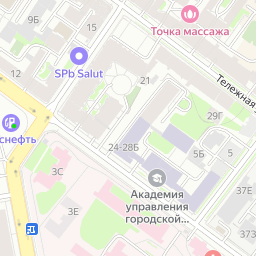 Точка массажа
15
12
SPb Salut
21
Тележная
29Г
снефть
24-28Б
5Б
5
3С
Академия
управления
городской...
37Е
3Е
373